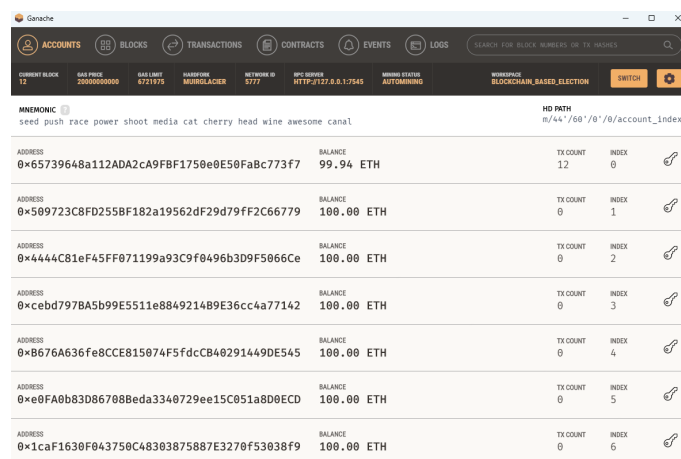 Ganache
ACCOUNTS BLOCKS TRANSACTIONS CONTRACTS EVENTS LOGS SEARCH FOR BLOCK NUMBERS OR TX HASHES
CURRENT BLOCK GAS PRICE GAS LIMIT HARDFORK NETWORK ID RPC SERVER MINING STATUS WORKSPACE
12 20000000000 6721975 MUIRGLACIER 5777 HTTP://127.0.0.1:7545 AUTOMINING BLOCKCHAIN_BASED_ELECTION SWITCH
MNEMONIC ? HD PATH
seed push race power shoot media cat cherry head wine awesome canal m/44'/60'/0'/0/account_index
ADDRESS BALANCE TX COUNT INDEX
0×65739648a112ADA2cA9FBF1750e0E50FaBc773f7 99.94 ETH 12 0
ADDRESS BALANCE TX COUNT INDEX
0×509723C8FD255BF182a19562dF29d79fF2C66779 100.00 ETH 0 1
ADDRESS BALANCE TX COUNT INDEX
0×4444C81eF45FF071199a93C9f0496b3D9F5066Ce 100.00 ETH 0 2
ADDRESS BALANCE TX COUNT INDEX
0×cebd797BA5b99E5511e8849214B9E36cc4a77142 100.00 ETH 0 3
ADDRESS BALANCE TX COUNT INDEX
0×B676A636fe8CCE815074F5fdcCB40291449DE545 100.00 ETH 0 4
ADDRESS BALANCE TX COUNT INDEX
0×e0FA0b83D86708Beda3340729ee15C051a8D0ECD 100.00 ETH 0 5
ADDRESS BALANCE TX COUNT INDEX
0×1caF1630F043750C48303875887E3270f53038f9 100.00 ETH 0 6